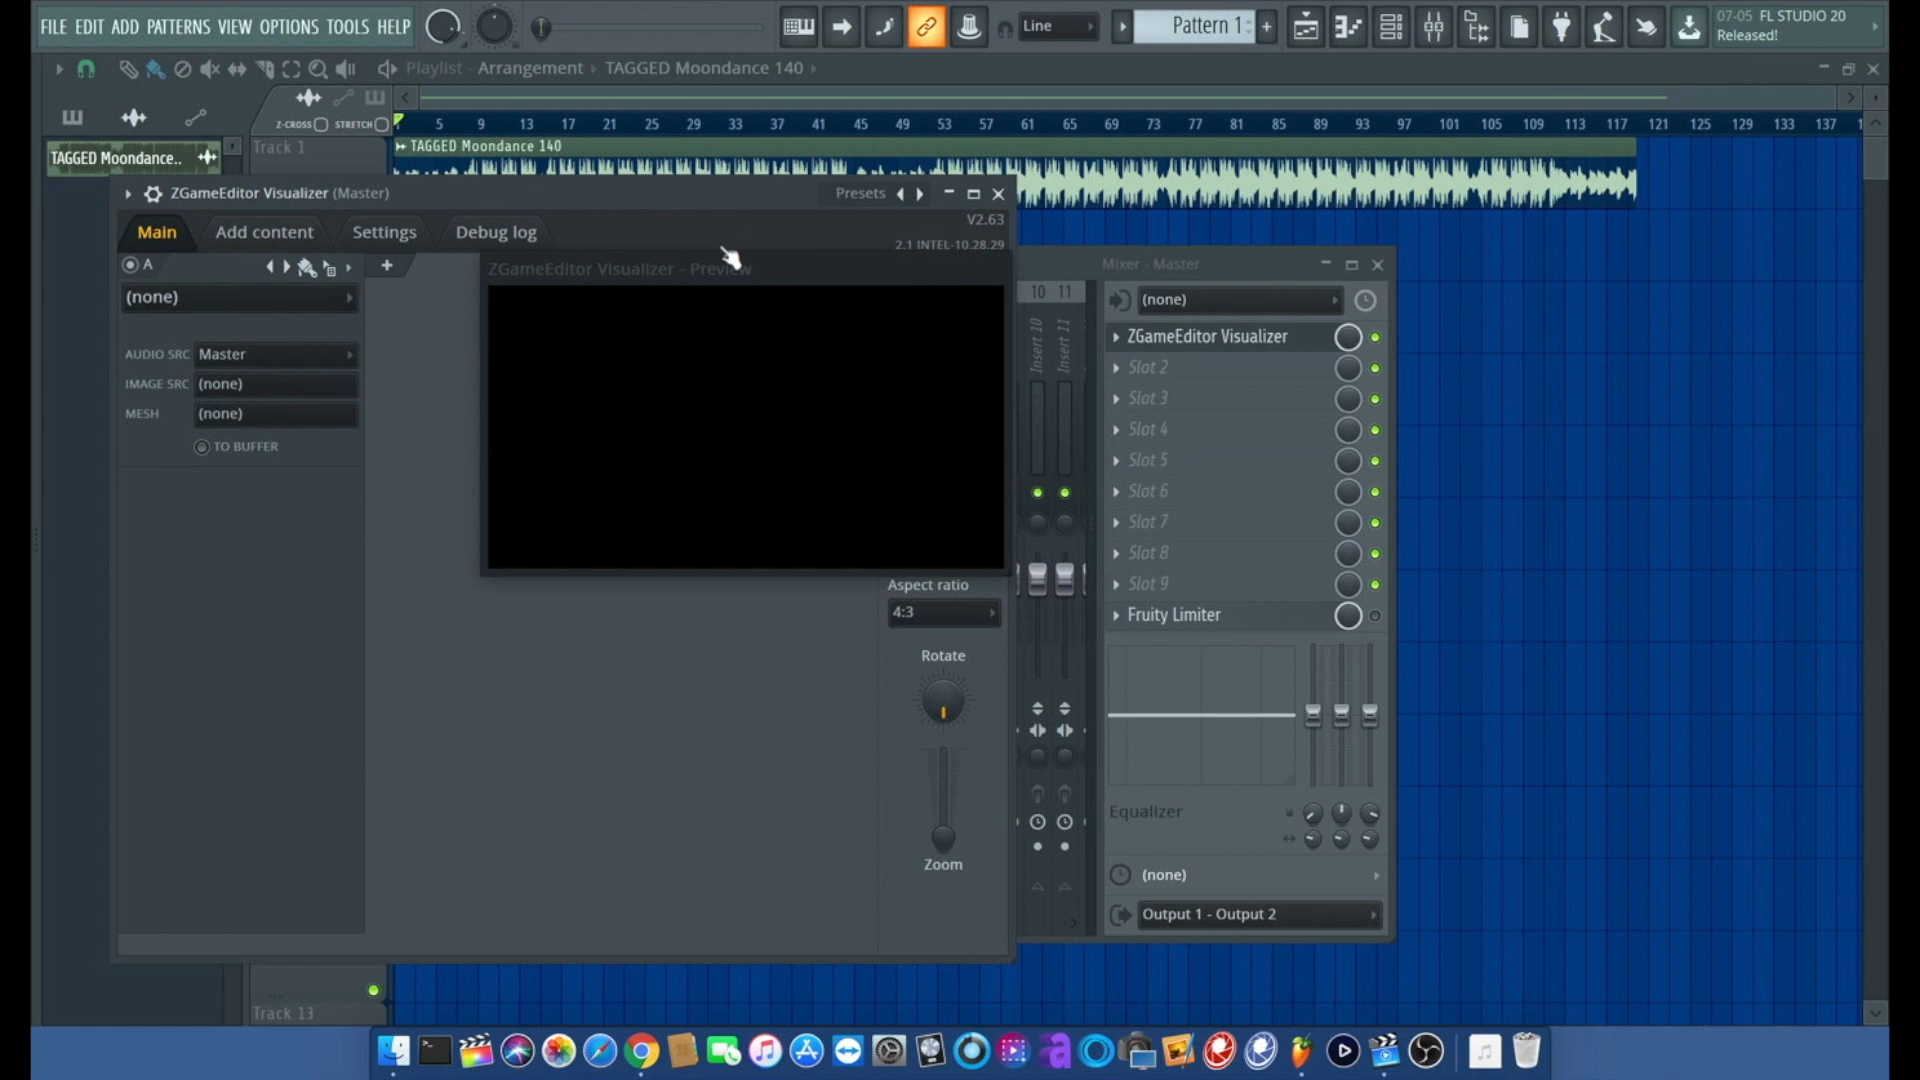 FILE EDIT ADD PATTERNS VIEW OPTIONS TOOLS HELP
Line
Pattern 1
07-05 FL STUDIO 20
Released!
Playlist - Arrangement TAGGED Moondance 140
Z-CROSS STRETCH
5 9 13 17 21 25 29 33 37 41 45 49 53 57 61 65 69 73 77 81 85 89 93 97 101 105 109 113 117 121 125 129 133 137
TAGGED Moondance..
Track 1
TAGGED Moondance 140
ZGameEditor Visualizer (Master)
Presets
Main Add content Settings Debug log
V2.63
2.1 INTEL-10.28.29
A
ZGameEditor Visualizer - Preview
(none)
AUDIO SRC Master
IMAGE SRC (none)
MESH (none)
TO BUFFER
Aspect ratio
4:3
Rotate
Zoom
10 11
Insert 10
Insert 11
Mixer - Master
(none)
ZGameEditor Visualizer
Slot 2
Slot 3
Slot 4
Slot 5
Slot 6
Slot 7
Slot 8
Slot 9
Fruity Limiter
Equalizer
(none)
Output 1 - Output 2
Track 13